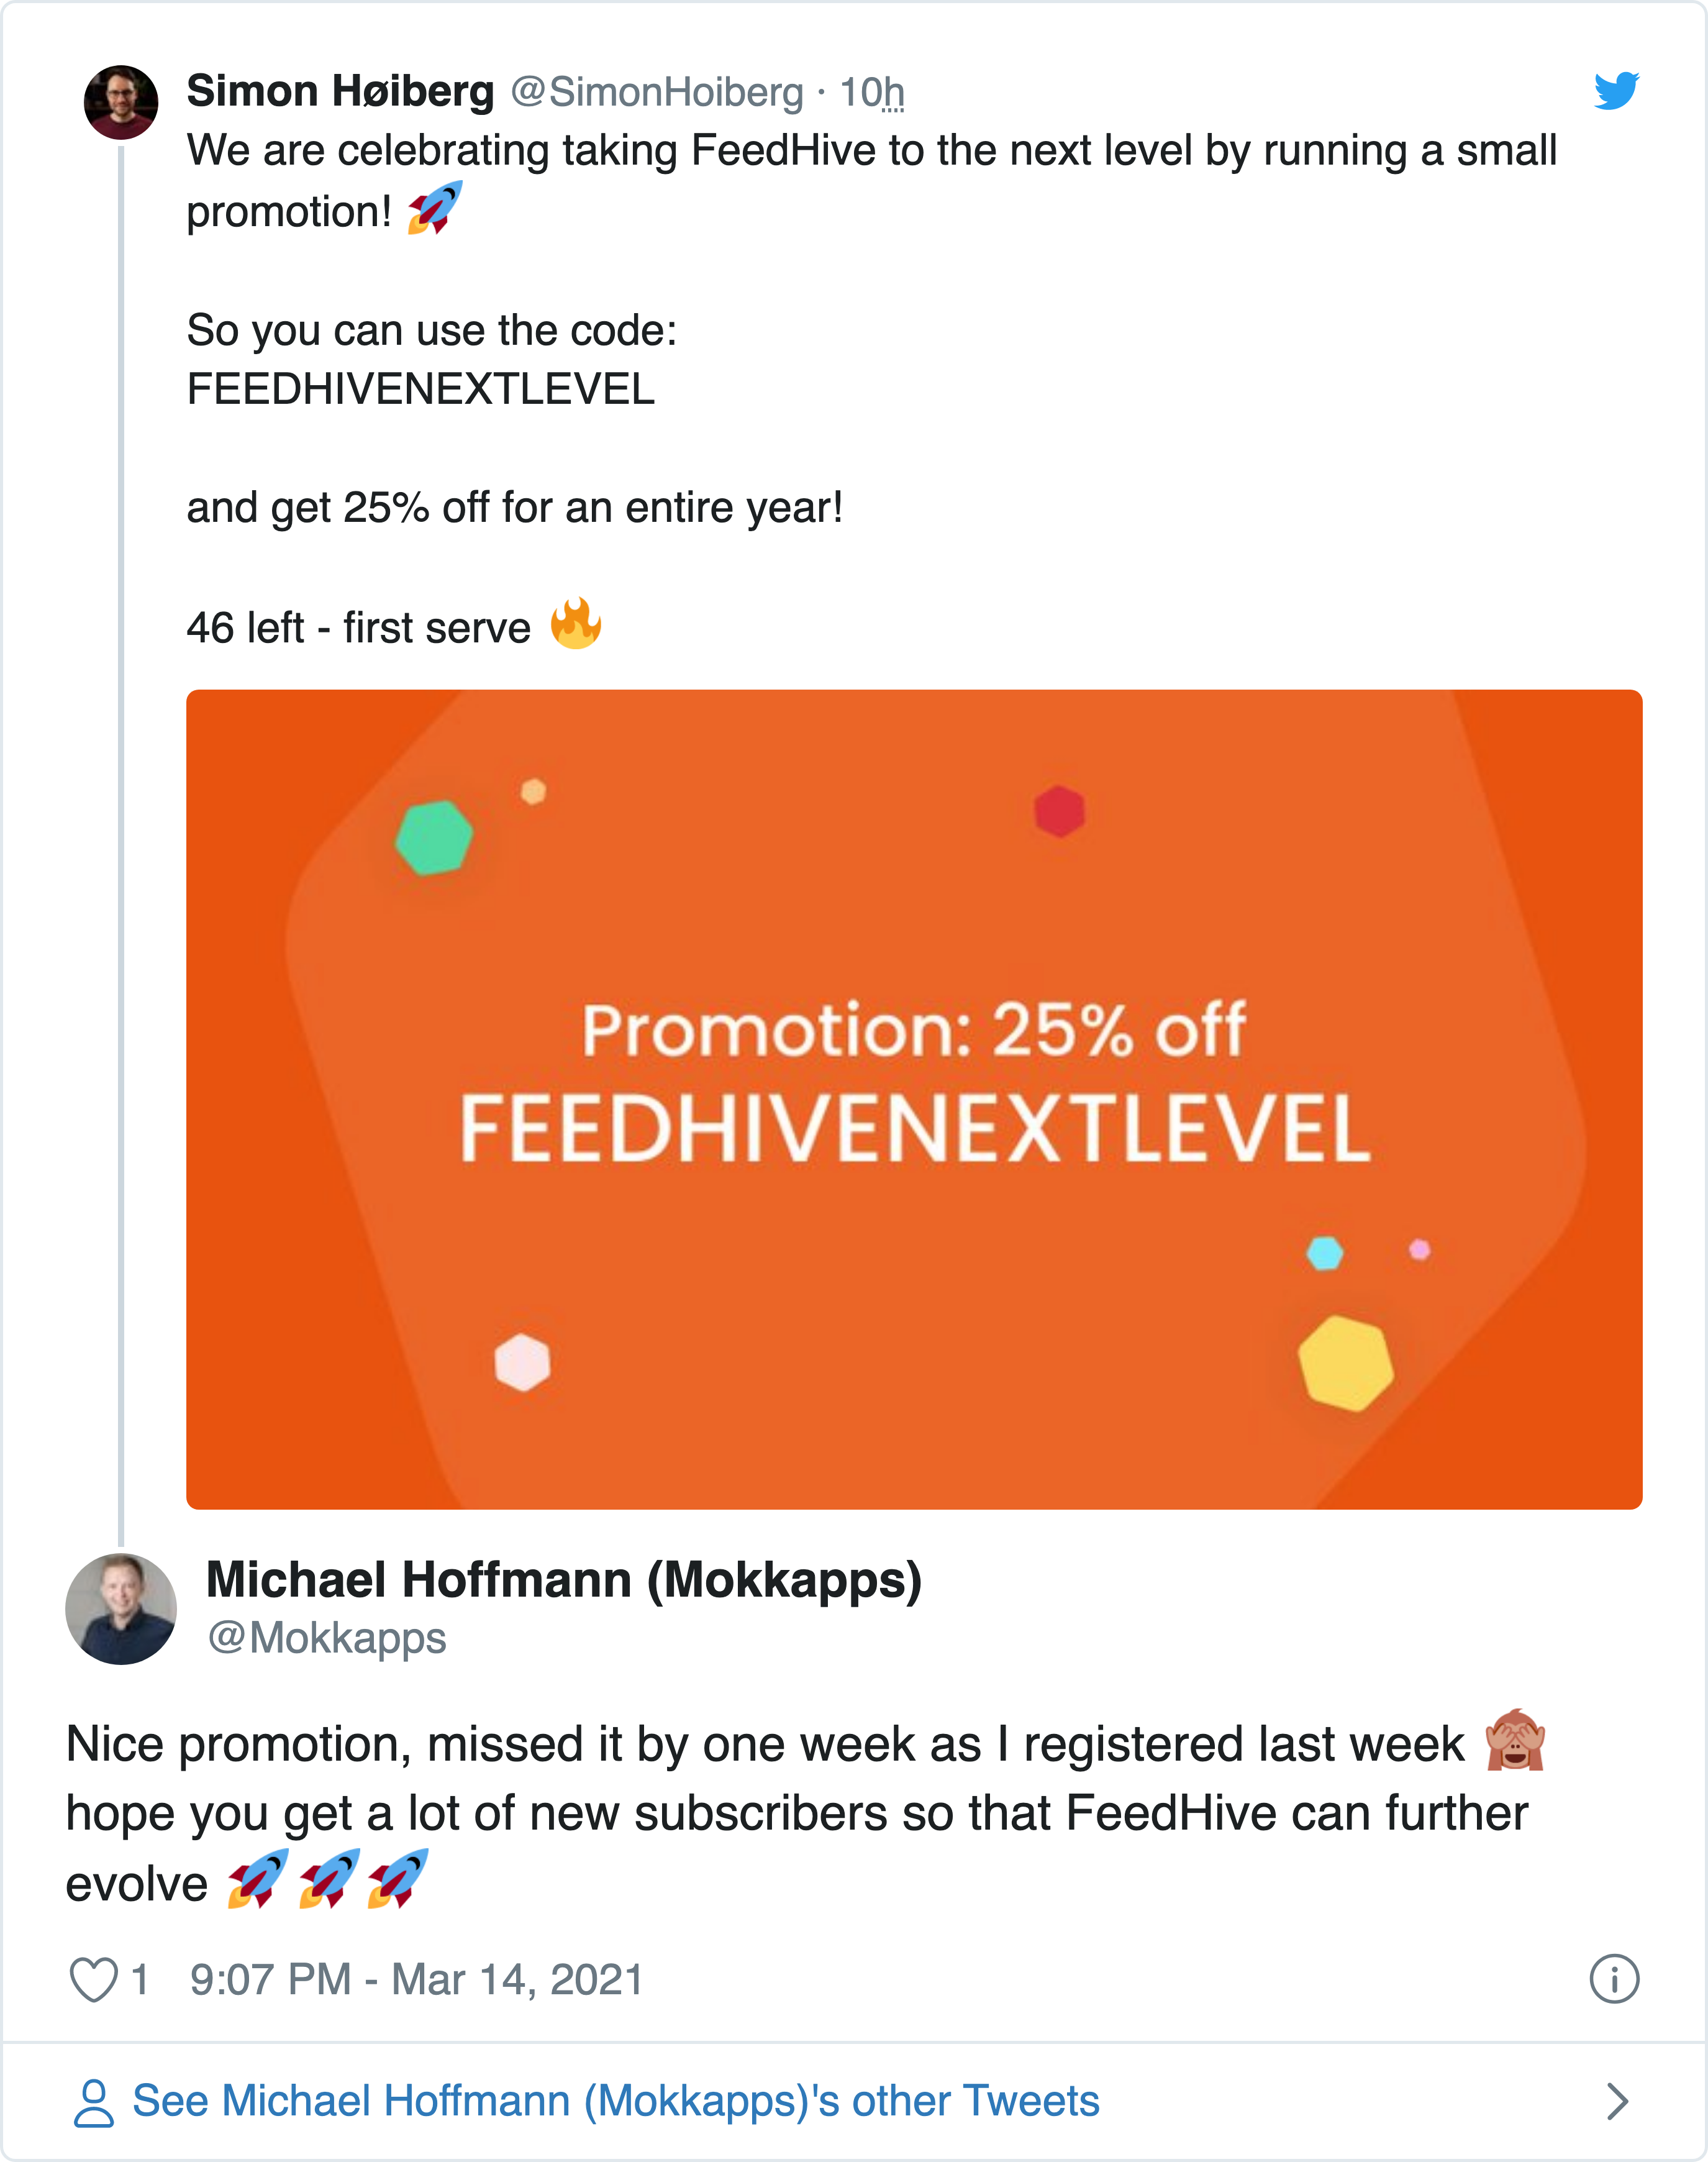 Simon Høiberg @SimonHoiberg · 10h
We are celebrating taking FeedHive to the next level by running a small
promotion! 🚀
So you can use the code:
FEEDHIVENEXTLEVEL
and get 25% off for an entire year!
46 left - first serve 🔥
Promotion: 25% off
FEEDHIVENEXTLEVEL
Michael Hoffmann (Mokkapps)
@Mokkapps
Nice promotion, missed it by one week as I registered last week 🙈
hope you get a lot of new subscribers so that FeedHive can further
evolve 🚀🚀🚀
1 9:07 PM - Mar 14, 2021
See Michael Hoffmann (Mokkapps)'s other Tweets